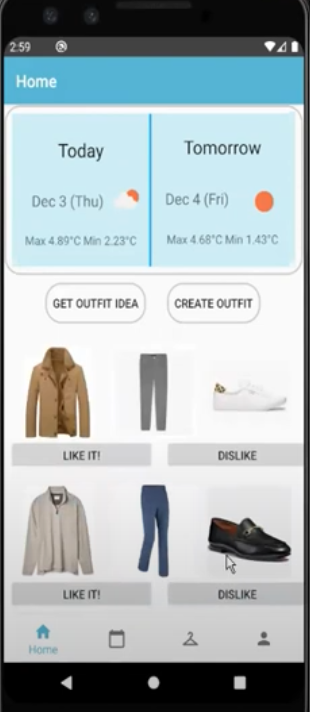 2:59
Home
Today
Tomorrow
Dec 3 (Thu)
Dec 4 (Fri)
Max 4.89°C Min 2.23°C
Max 4.68°C Min 1.43°C
GET OUTFIT IDEA
CREATE OUTFIT
LIKE IT!
DISLIKE
LIKE IT!
DISLIKE
Home